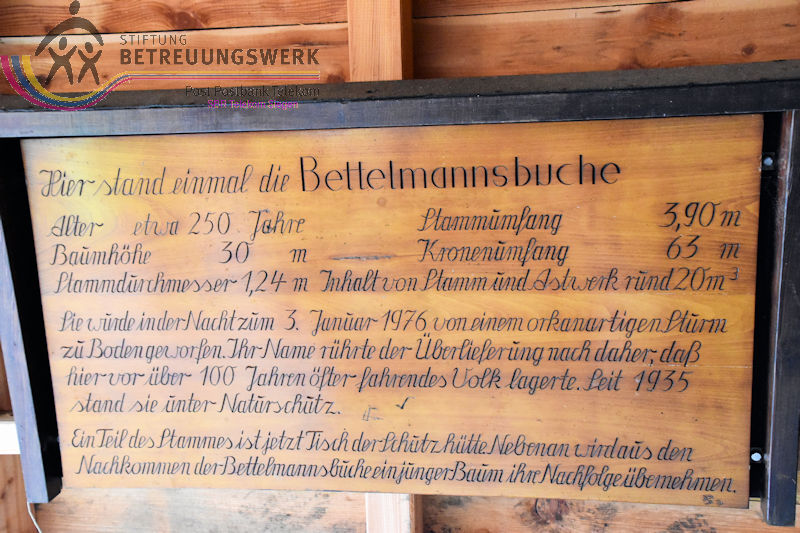 STIFTUNG
BETREUUNGSWERK
Post Postbank Telekom
Hier stand einmal die Bettelmannsbuche
Alter etwa 250 Jahre Stammumfang 3,90 m
Baumhöhe 30 m Kronenumfang 63 m
Stammdurchmesser 1,24 m Inhalt von Stamm und Astwerk rund 20 m³
Sie wurde in der Nacht zum 3. Januar 1976 von einem orkanartigen Sturm
zu Boden geworfen. Ihr Name rührte der Überlieferung nach daher, daß
hier vor über 100 Jahren öfter fahrendes Volk lagerte. Seit 1935
stand sie unter Naturschutz.
Ein Teil des Stammes ist jetzt Tisch der Schutzhütte. Nebenan wird aus den
Nachkommen der Bettelmannsbuche ein junger Baum ihre Nachfolge übernehmen.